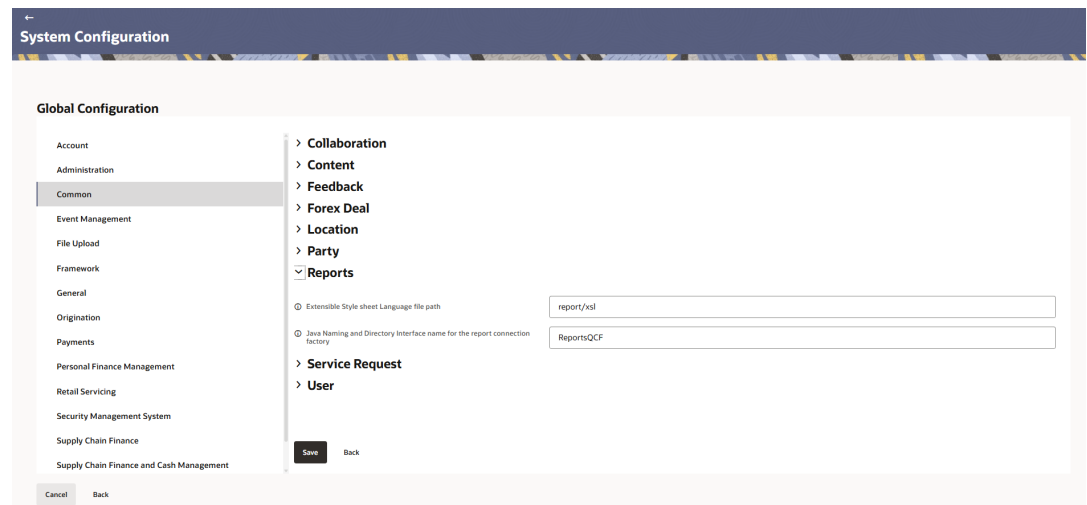 ←
System Configuration
Global Configuration
Account
Administration
Common
Event Management
File Upload
Framework
General
Origination
Payments
Personal Finance Management
Retail Servicing
Security Management System
Supply Chain Finance
Supply Chain Finance and Cash Management
Collaboration
Content
Feedback
Forex Deal
Location
Party
Reports
Extensible Style sheet Language file path
report/xsl
Java Naming and Directory Interface name for the report connection
factory
ReportsQCF
Service Request
User
Save Back
Cancel Back